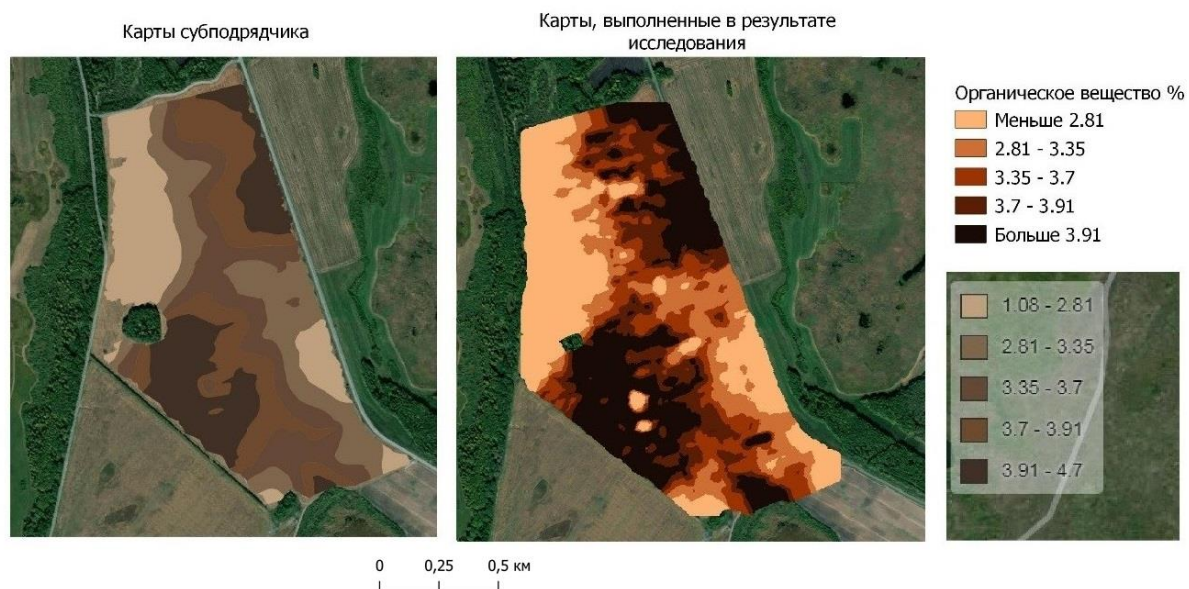 Карты субподрядчика
Карты, выполненные в результате
исследования
Органическое вещество %
Меньше 2.81
2.81 - 3.35
3.35 - 3.7
3.7 - 3.91
Больше 3.91
1.08 - 2.81
2.81 - 3.35
3.35 - 3.7
3.7 - 3.91
3.91 - 4.7
0 0,25 0,5 км